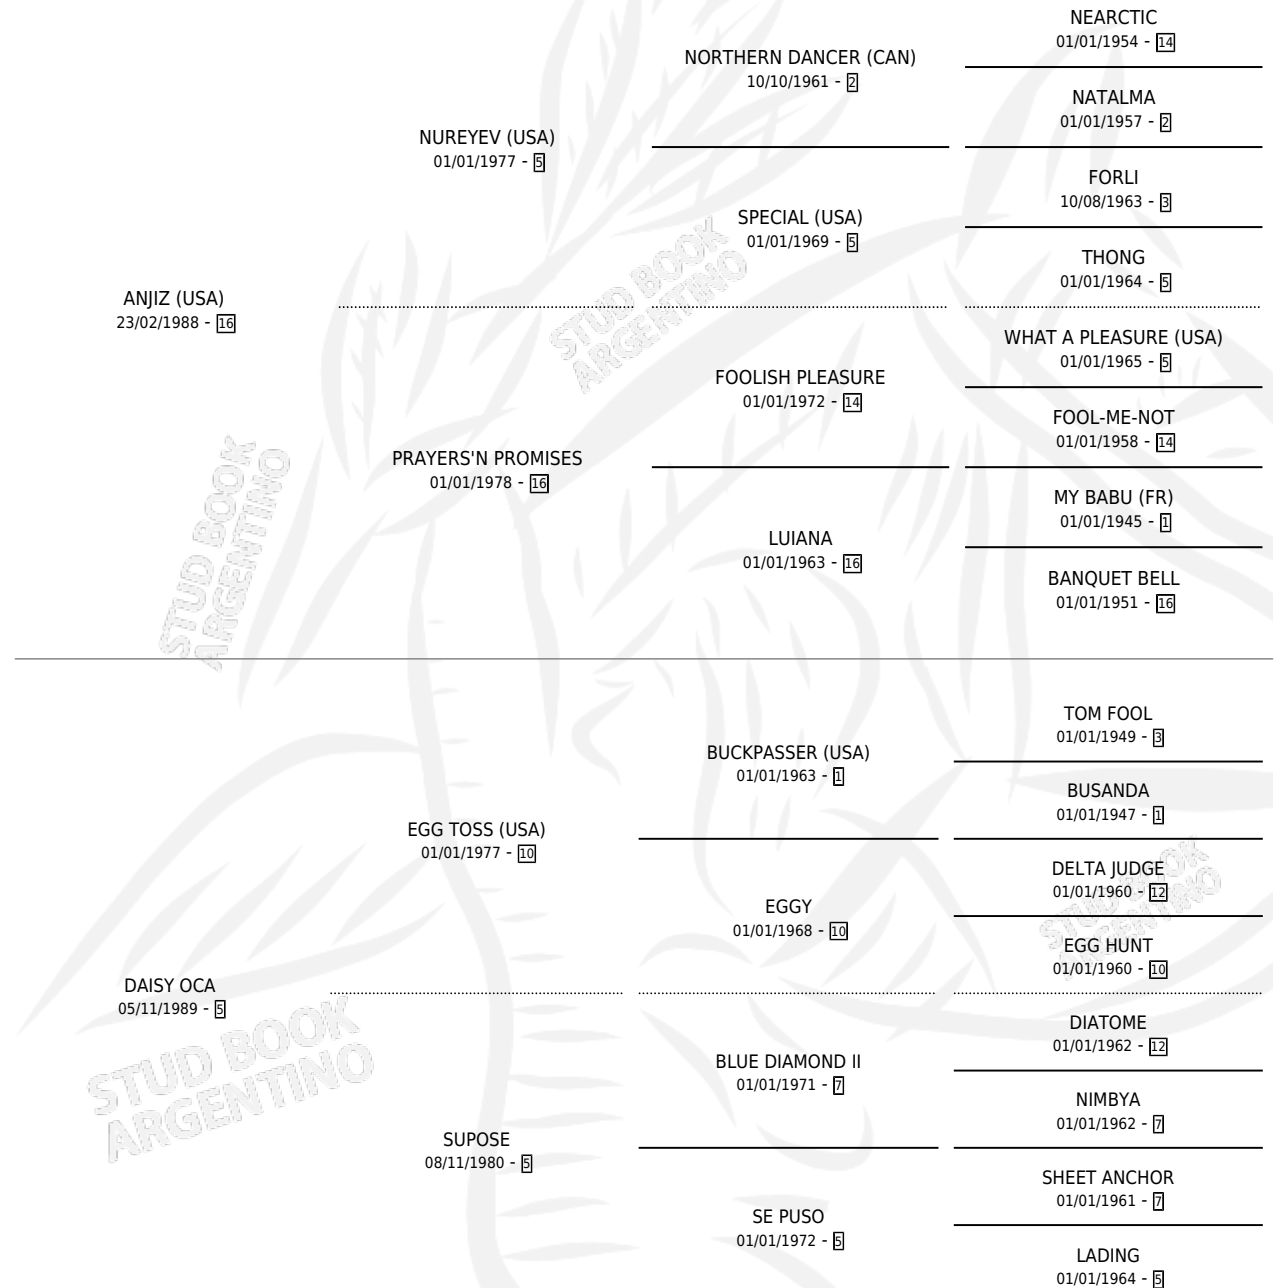 NEARCTIC
01/01/1954 - 14
NORTHERN DANCER (CAN)
10/10/1961 - 2
NATALMA
01/01/1957 - 2
NUREYEV (USA)
01/01/1977 - 5
FORLI
10/08/1963 - 3
SPECIAL (USA)
01/01/1969 - 5
THONG
01/01/1964 - 5
ANJIZ (USA)
23/02/1988 - 16
STUD BOOK
ARGENTINO
WHAT A PLEASURE (USA)
01/01/1965 - 5
FOOLISH PLEASURE
01/01/1972 - 14
FOOL-ME-NOT
01/01/1958 - 14
PRAYERS'N PROMISES
01/01/1978 - 16
MY BABU (FR)
01/01/1945 - 1
LUIANA
01/01/1963 - 16
BANQUET BELL
01/01/1951 - 16
STUD BOOK
ARGENTINO
TOM FOOL
01/01/1949 - 3
BUCKPASSER (USA)
01/01/1963 - 1
BUSANDA
01/01/1947 - 1
EGG TOSS (USA)
01/01/1977 - 10
DELTA JUDGE
01/01/1960 - 12
EGGY
01/01/1968 - 10
EGG HUNT
01/01/1960 - 10
STUD BOOK
ARGENTINO
DAISY OCA
05/11/1989 - 5
DIATOME
01/01/1962 - 12
BLUE DIAMOND II
01/01/1971 - 7
NIMBYA
01/01/1962 - 7
STUD BOOK
ARGENTINO
SUPOSE
08/11/1980 - 5
SHEET ANCHOR
01/01/1961 - 7
SE PUSO
01/01/1972 - 5
LADING
01/01/1964 - 5